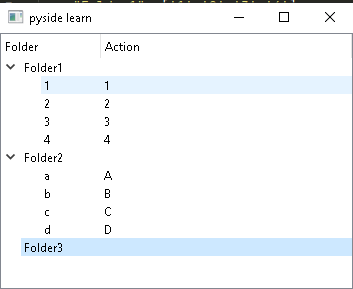 pyside learn
Folder Action
Folder1
1 1
2 2
3 3
4 4
Folder2
a A
b B
c C
d D
Folder3